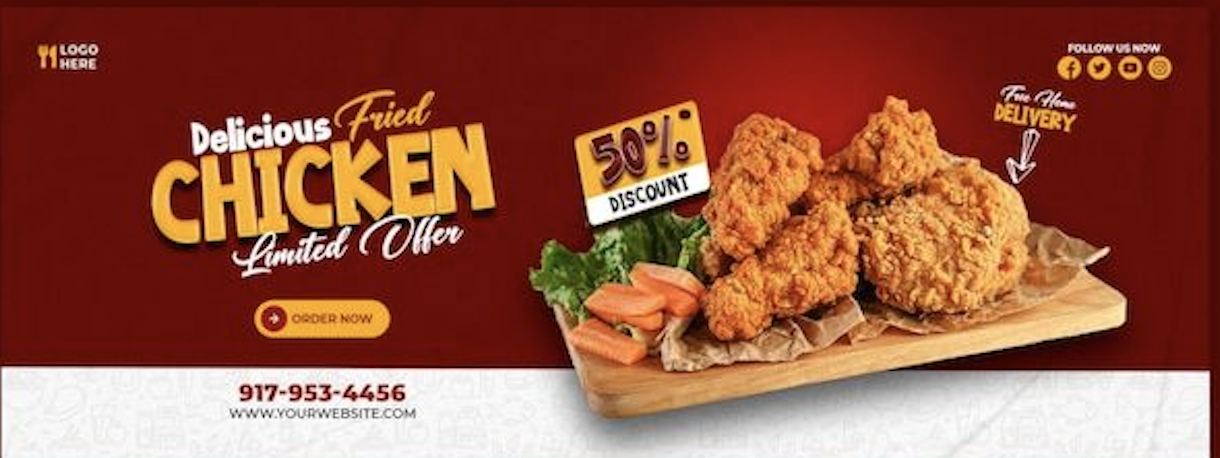 LOGO
HERE
FOLLOW US NOW
Free Home
DELIVERY
Delicious Fried
CHICKEN
Limited Offer
50%
DISCOUNT
ORDER NOW
917-953-4456
WWW.YOURWEBSITE.COM